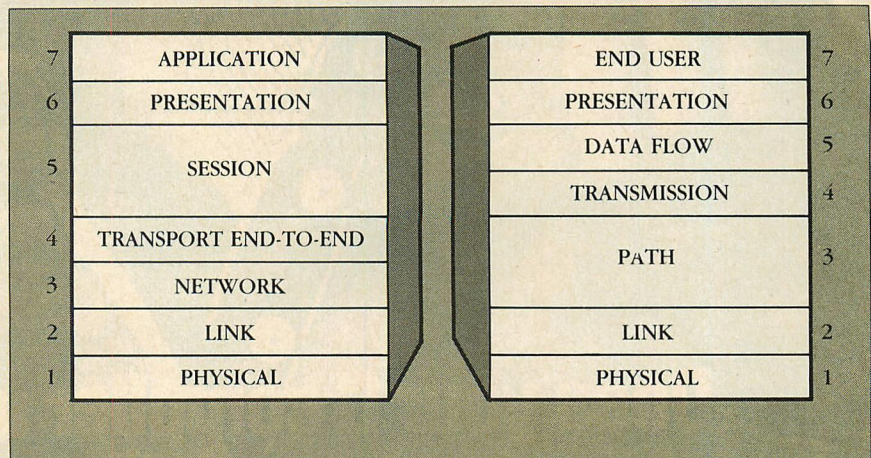 7 APPLICATION
6 PRESENTATION
5 SESSION
4 TRANSPORT END-TO-END
3 NETWORK
2 LINK
1 PHYSICAL
END USER 7
PRESENTATION 6
DATA FLOW 5
TRANSMISSION 4
PATH 3
LINK 2
PHYSICAL 1